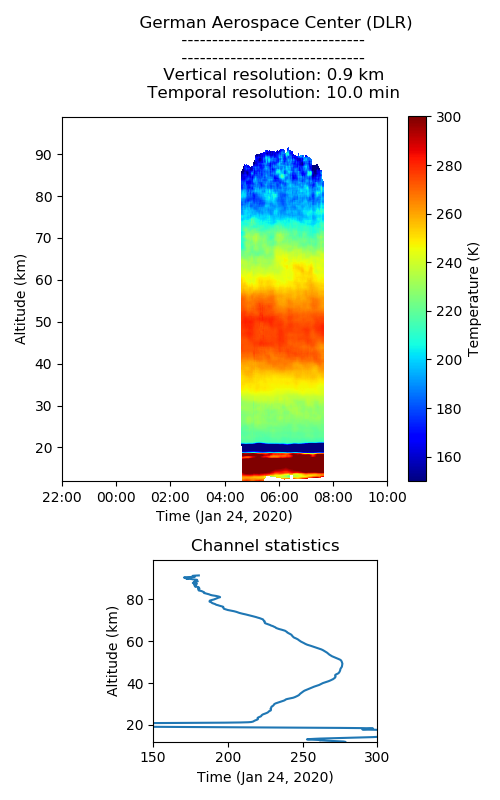 German Aerospace Center (DLR)
------------------------------
------------------------------
Vertical resolution: 0.9 km
Temporal resolution: 10.0 min
90
80
70
60
50
40
30
20
Altitude (km)
22:00 00:00 02:00 04:00 06:00 08:00 10:00
Time (Jan 24, 2020)
300
280
260
240
220
200
180
160
Temperature (K)
Channel statistics
80
60
40
20
Altitude (km)
150 200 250 300
Time (Jan 24, 2020)